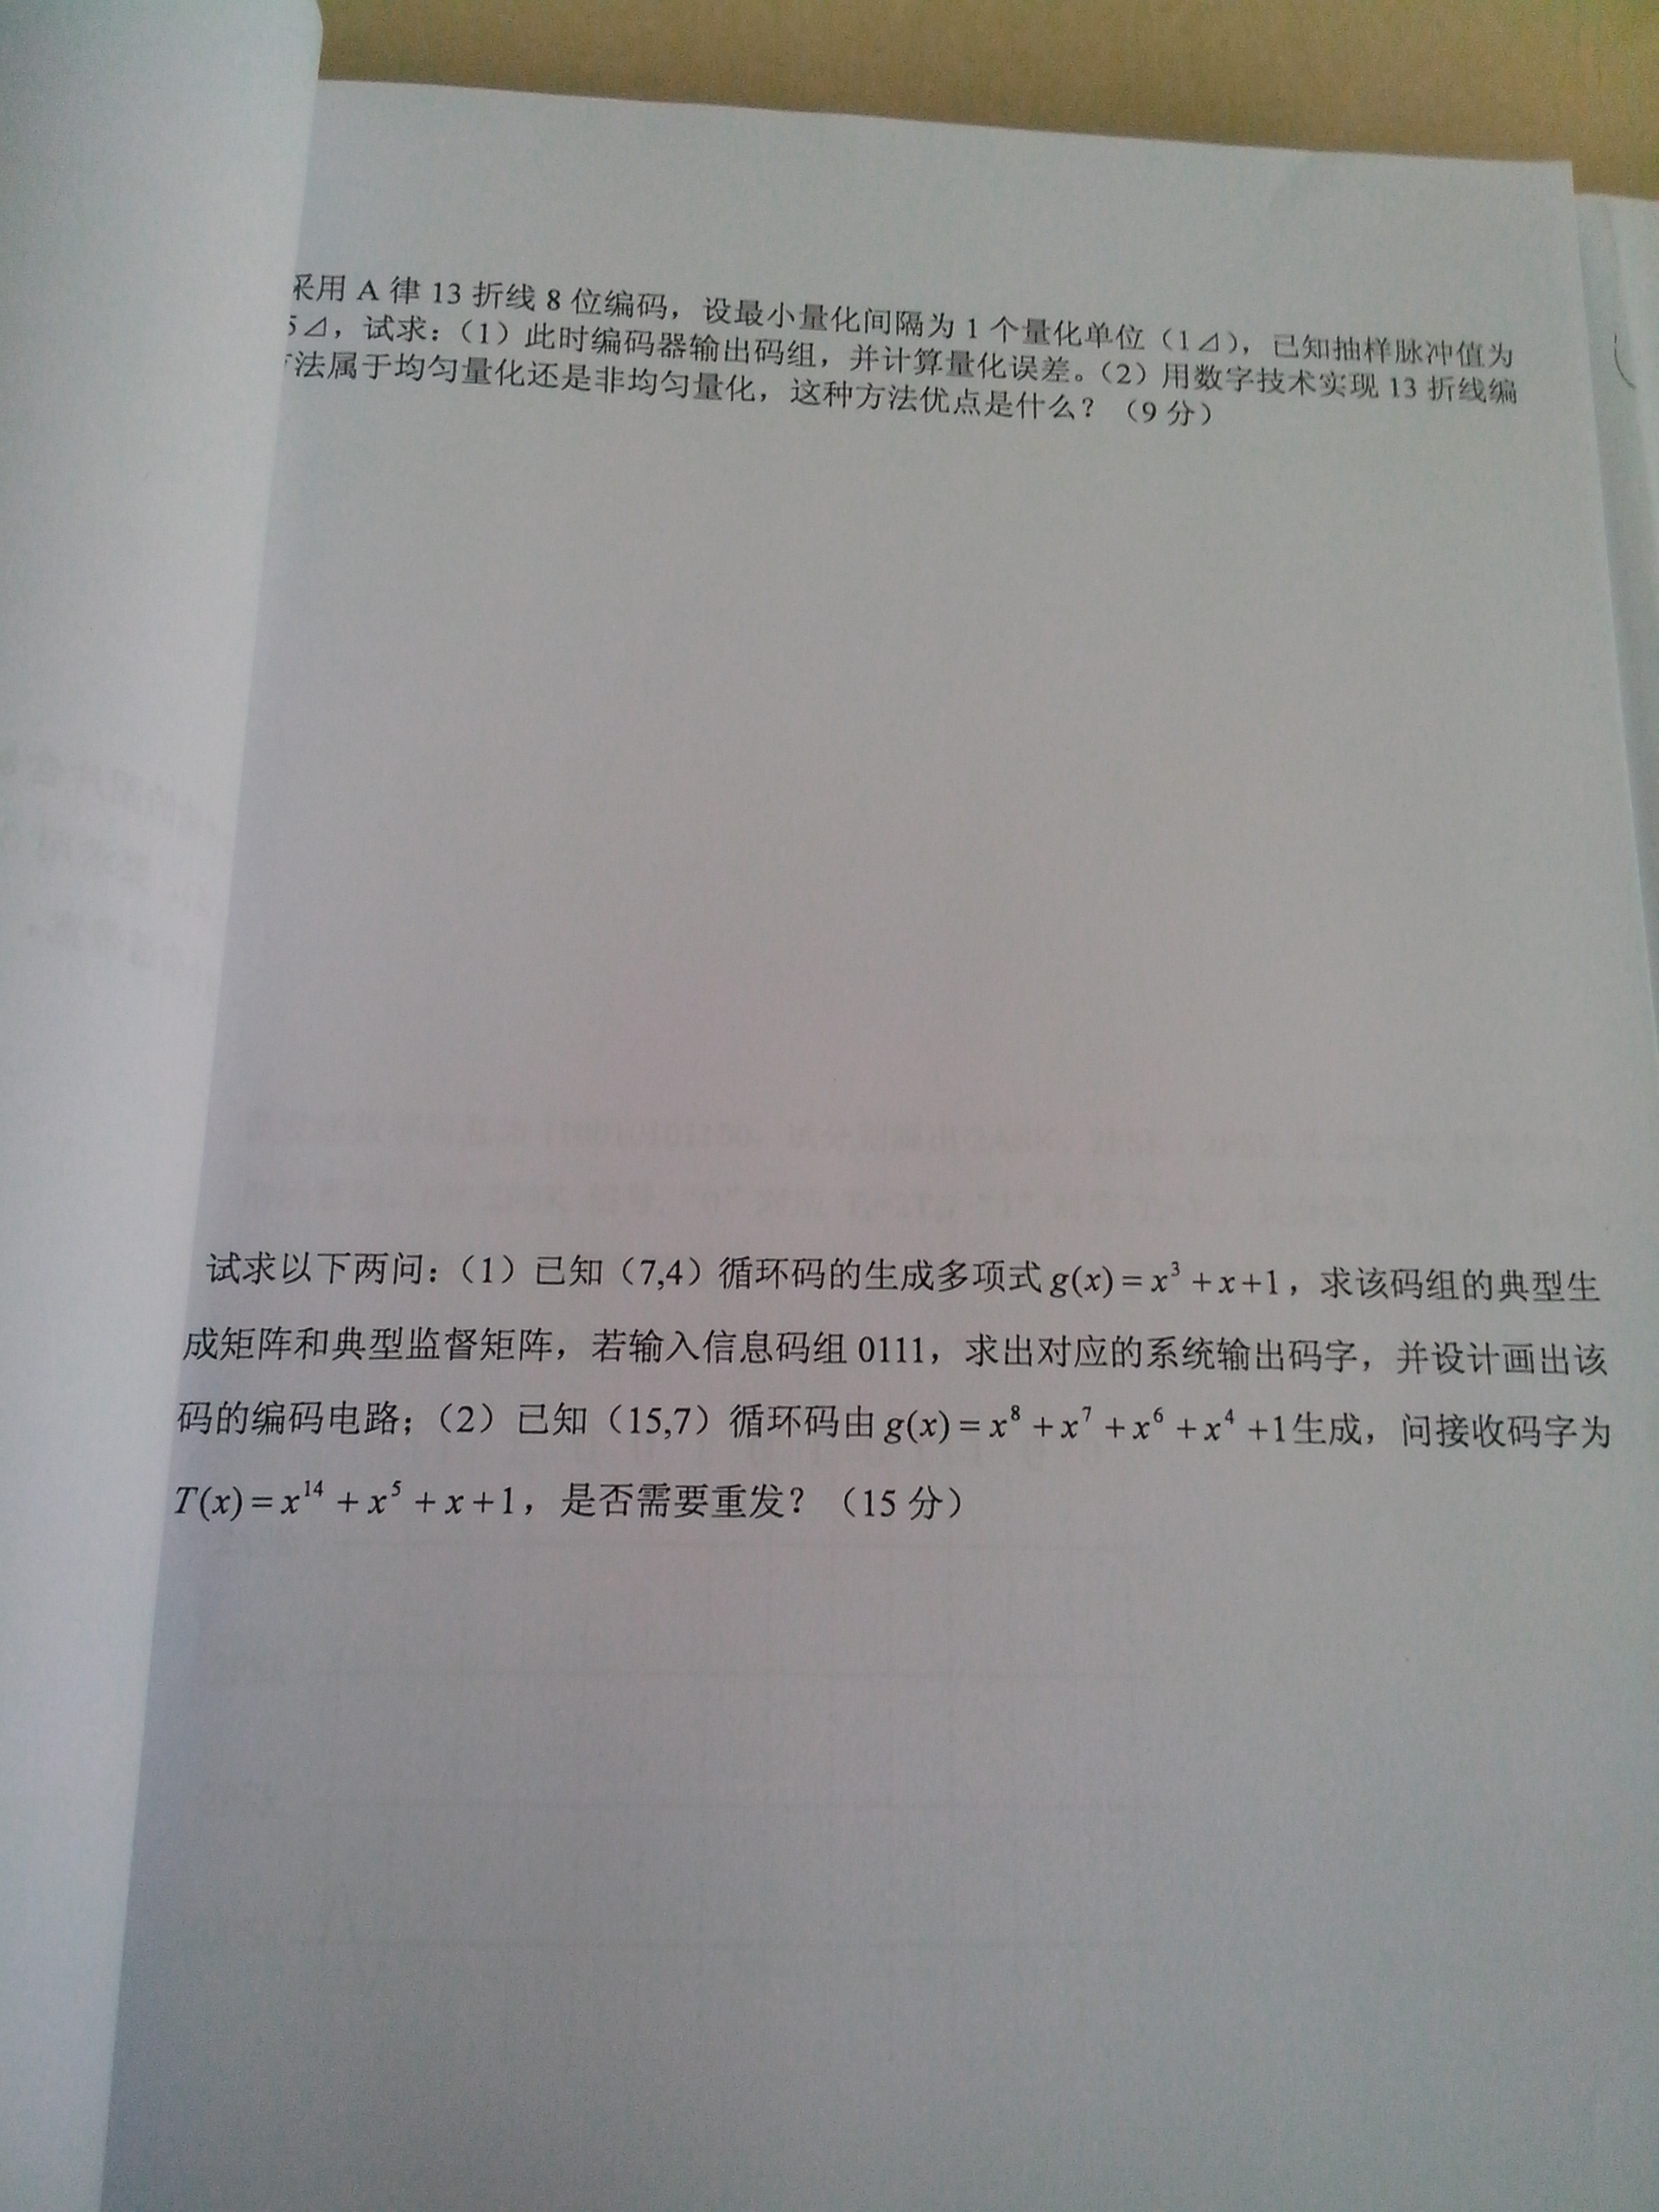 采用 A 律 13 折线 8 位编码，设最小量化间隔为 1 个量化单位（1⊿），已知抽样脉冲值为
5⊿，试求：（1）此时编码器输出码组，并计算量化误差。（2）用数字技术实现 13 折线编
方法属于均匀量化还是非均匀量化，这种方法优点是什么？（9 分）
试求以下两问：（1）已知（7,4）循环码的生成多项式 g(x) = x³ + x + 1，求该码组的典型生
成矩阵和典型监督矩阵，若输入信息码组 0111，求出对应的系统输出码字，并设计画出该
码的编码电路；（2）已知（15,7）循环码由 g(x) = x⁸ + x⁷ + x⁶ + x⁴ + 1 生成，问接收码字为
T(x) = x¹⁴ + x⁵ + x + 1，是否需要重发？（15 分）